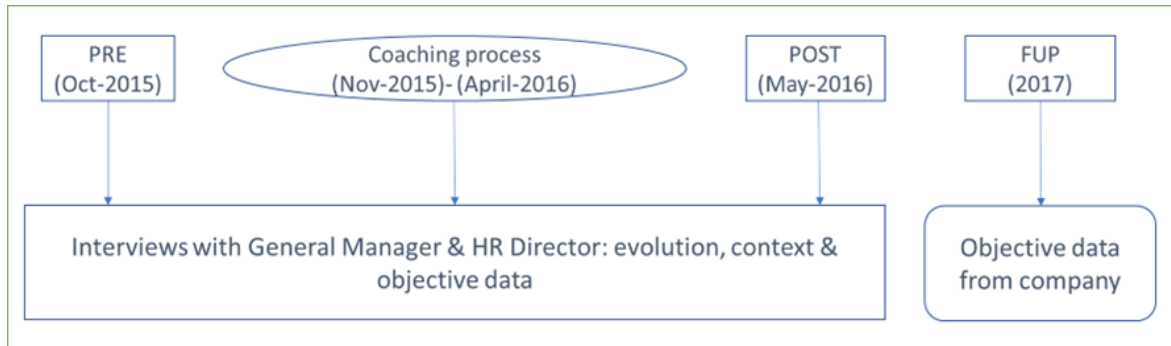 PRE
(Oct-2015)
Coaching process
(Nov-2015)- (April-2016)
POST
(May-2016)
FUP
(2017)
Interviews with General Manager & HR Director: evolution, context &
objective data
Objective data
from company